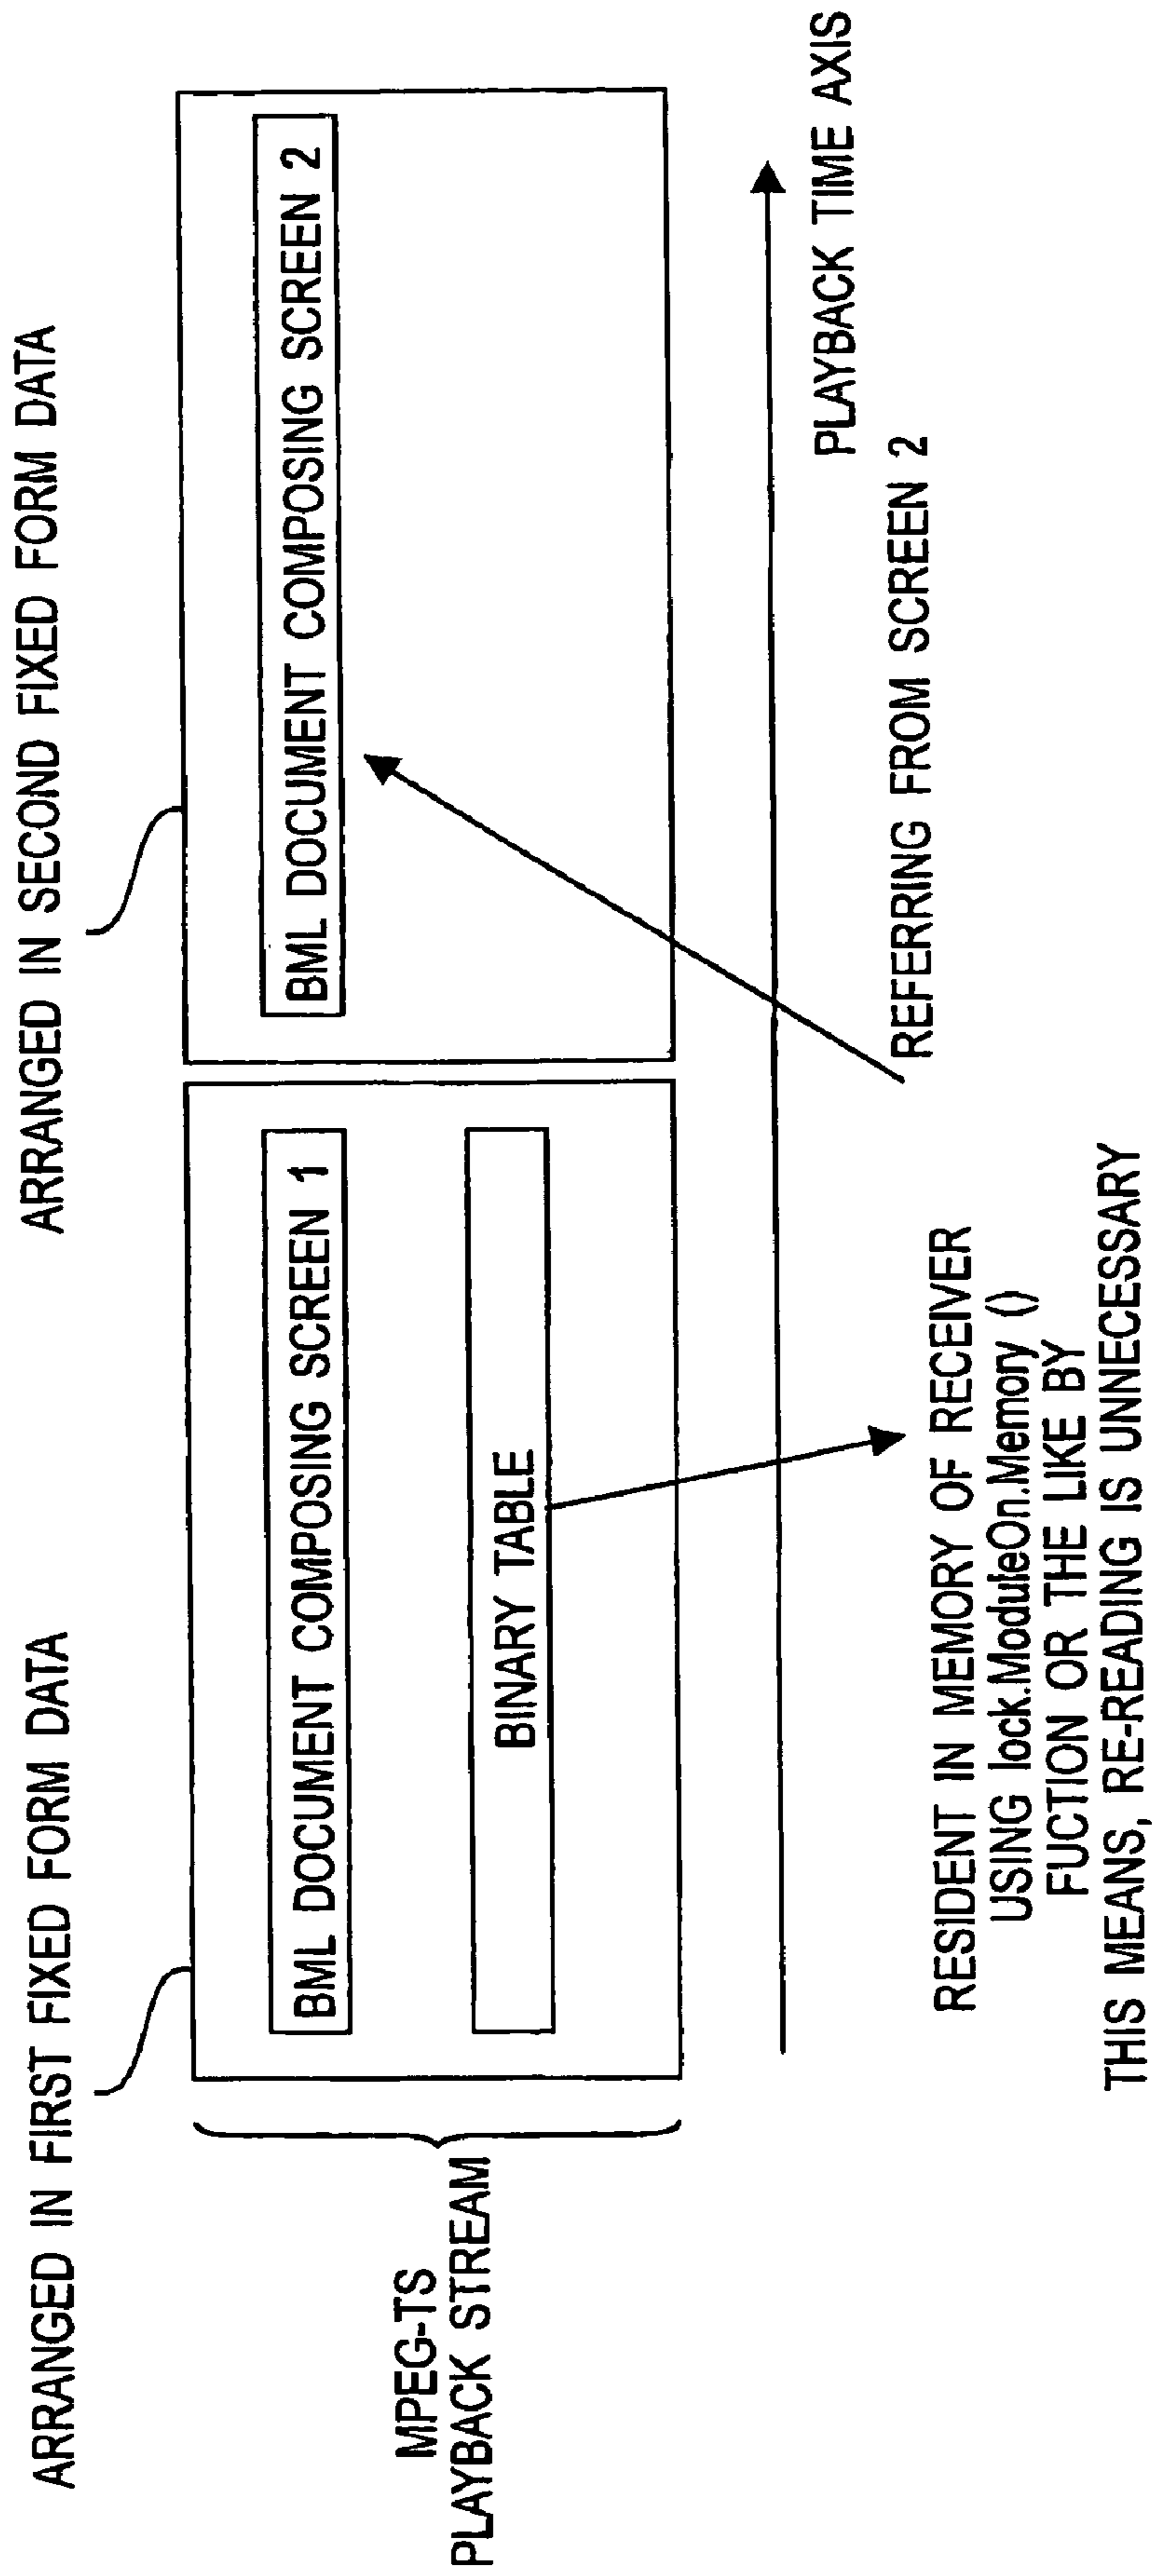 ARRANGED IN FIRST FIXED FORM DATA
ARRANGED IN SECOND FIXED FORM DATA
MPEG-TS
PLAYBACK STREAM
BML DOCUMENT COMPOSING SCREEN 1
BINARY TABLE
BML DOCUMENT COMPOSING SCREEN 2
PLAYBACK TIME AXIS
REFERRING FROM SCREEN 2
RESIDENT IN MEMORY OF RECEIVER
USING lock.ModuleOn.Memory ()
FUCTION OR THE LIKE BY
THIS MEANS, RE-READING IS UNNECESSARY